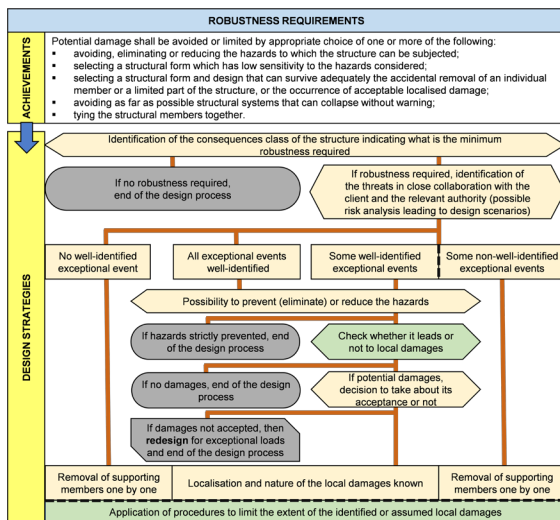 ROBUSTNESS REQUIREMENTS
ACHIEVEMENTS
Potential damage shall be avoided or limited by appropriate choice of one or more of the following:
▪ avoiding, eliminating or reducing the hazards to which the structure can be subjected;
▪ selecting a structural form which has low sensitivity to the hazards considered;
▪ selecting a structural form and design that can survive adequately the accidental removal of an individual
member or a limited part of the structure, or the occurrence of acceptable localised damage;
▪ avoiding as far as possible structural systems that can collapse without warning;
▪ tying the structural members together.
DESIGN STRATEGIES
Identification of the consequences class of the structure indicating what is the minimum
robustness required
If no robustness required,
end of the design process
If robustness required, identification
of the threats in close collaboration with the
client and the relevant authority (possible
risk analysis leading to design scenarios)
No well-identified
exceptional event
All exceptional events
well-identified
Some well-identified
exceptional events
Some non-well-identified
exceptional events
Possibility to prevent (eliminate) or reduce the hazards
If hazards strictly prevented, end
of the design process
Check whether it leads or
not to local damages
If no damages, end of the design
process
If potential damages,
decision to take about its
acceptance or not
If damages not accepted, then
redesign for exceptional loads
and end of the design process
Removal of supporting
members one by one
Localisation and nature of the local damages known
Removal of supporting
members one by one
Application of procedures to limit the extent of the identified or assumed local damages